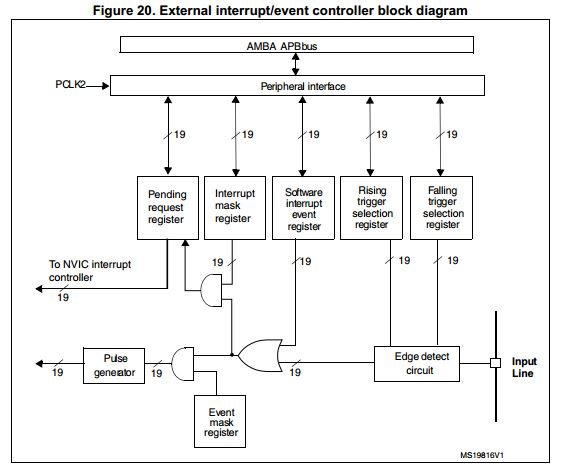 Figure 20. External interrupt/event controller block diagram
AMBA APB bus
PCLK2
Peripheral interface
19
19
19
19
19
Pending
request
register
Interrupt
mask
register
Software
interrupt
event
register
Rising
trigger
selection
register
Falling
trigger
selection
register
To NVIC interrupt
controller
19
19
19
19
19
Pulse
generator
19
19
19
Edge detect
circuit
Input
Line
Event
mask
register
MS19816V1